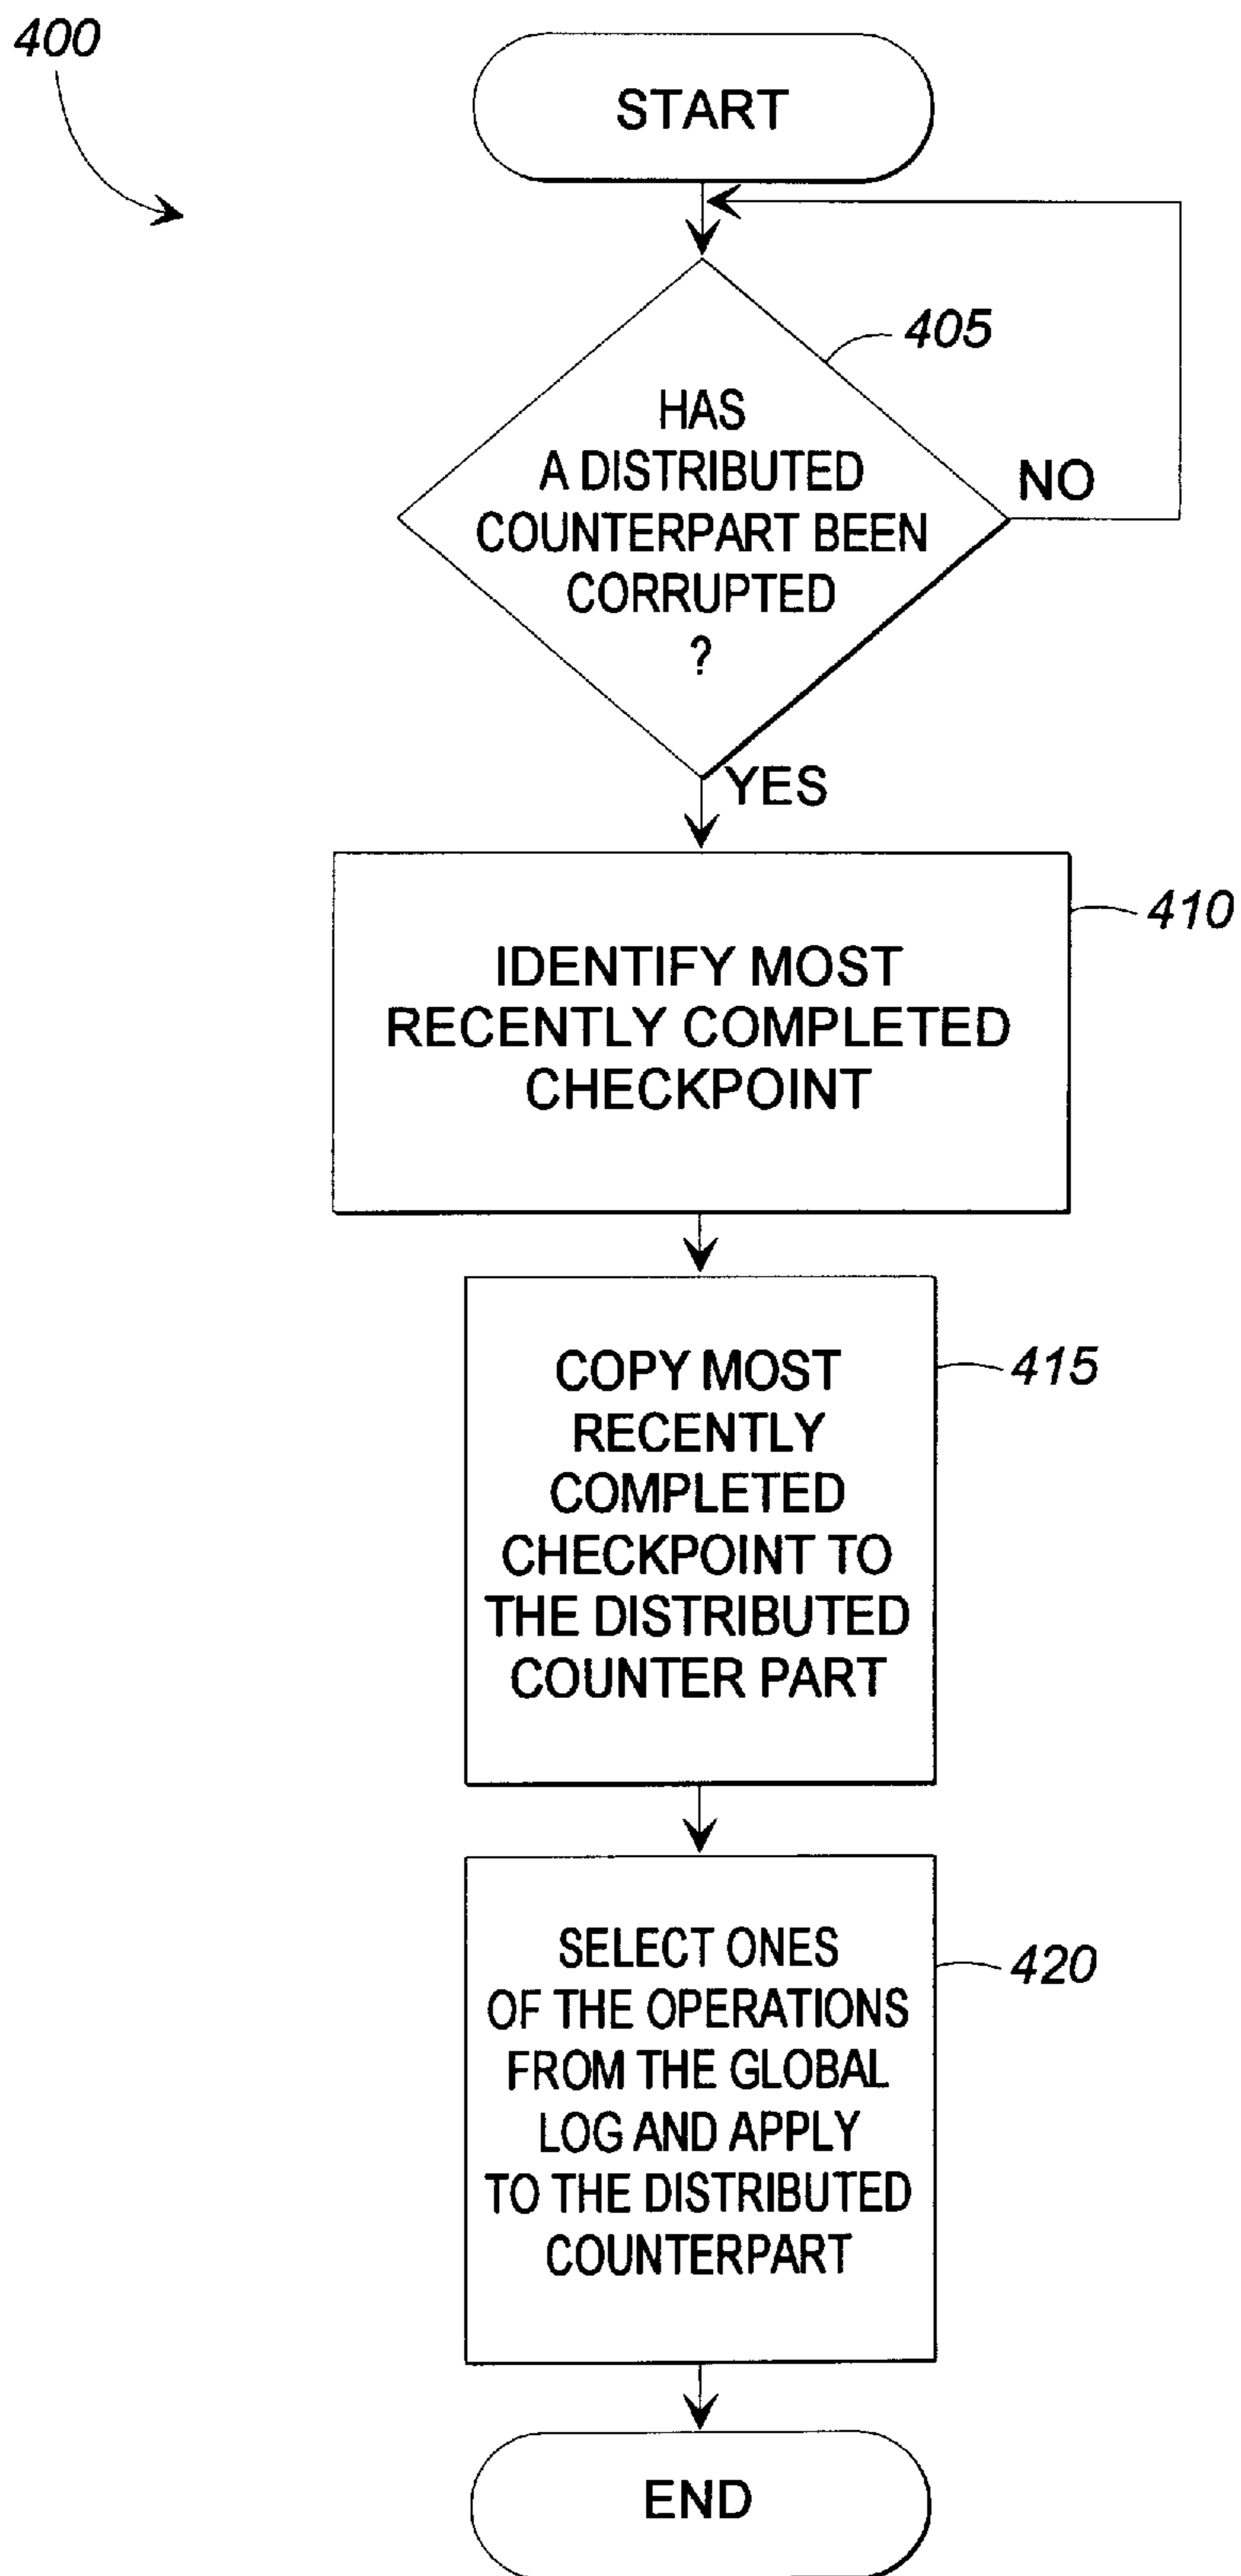 400
START
405
HAS
A DISTRIBUTED
COUNTERPART BEEN
CORRUPTED
?
NO
YES
410
IDENTIFY MOST
RECENTLY COMPLETED
CHECKPOINT
415
COPY MOST
RECENTLY
COMPLETED
CHECKPOINT TO
THE DISTRIBUTED
COUNTER PART
420
SELECT ONES
OF THE OPERATIONS
FROM THE GLOBAL
LOG AND APPLY
TO THE DISTRIBUTED
COUNTERPART
END